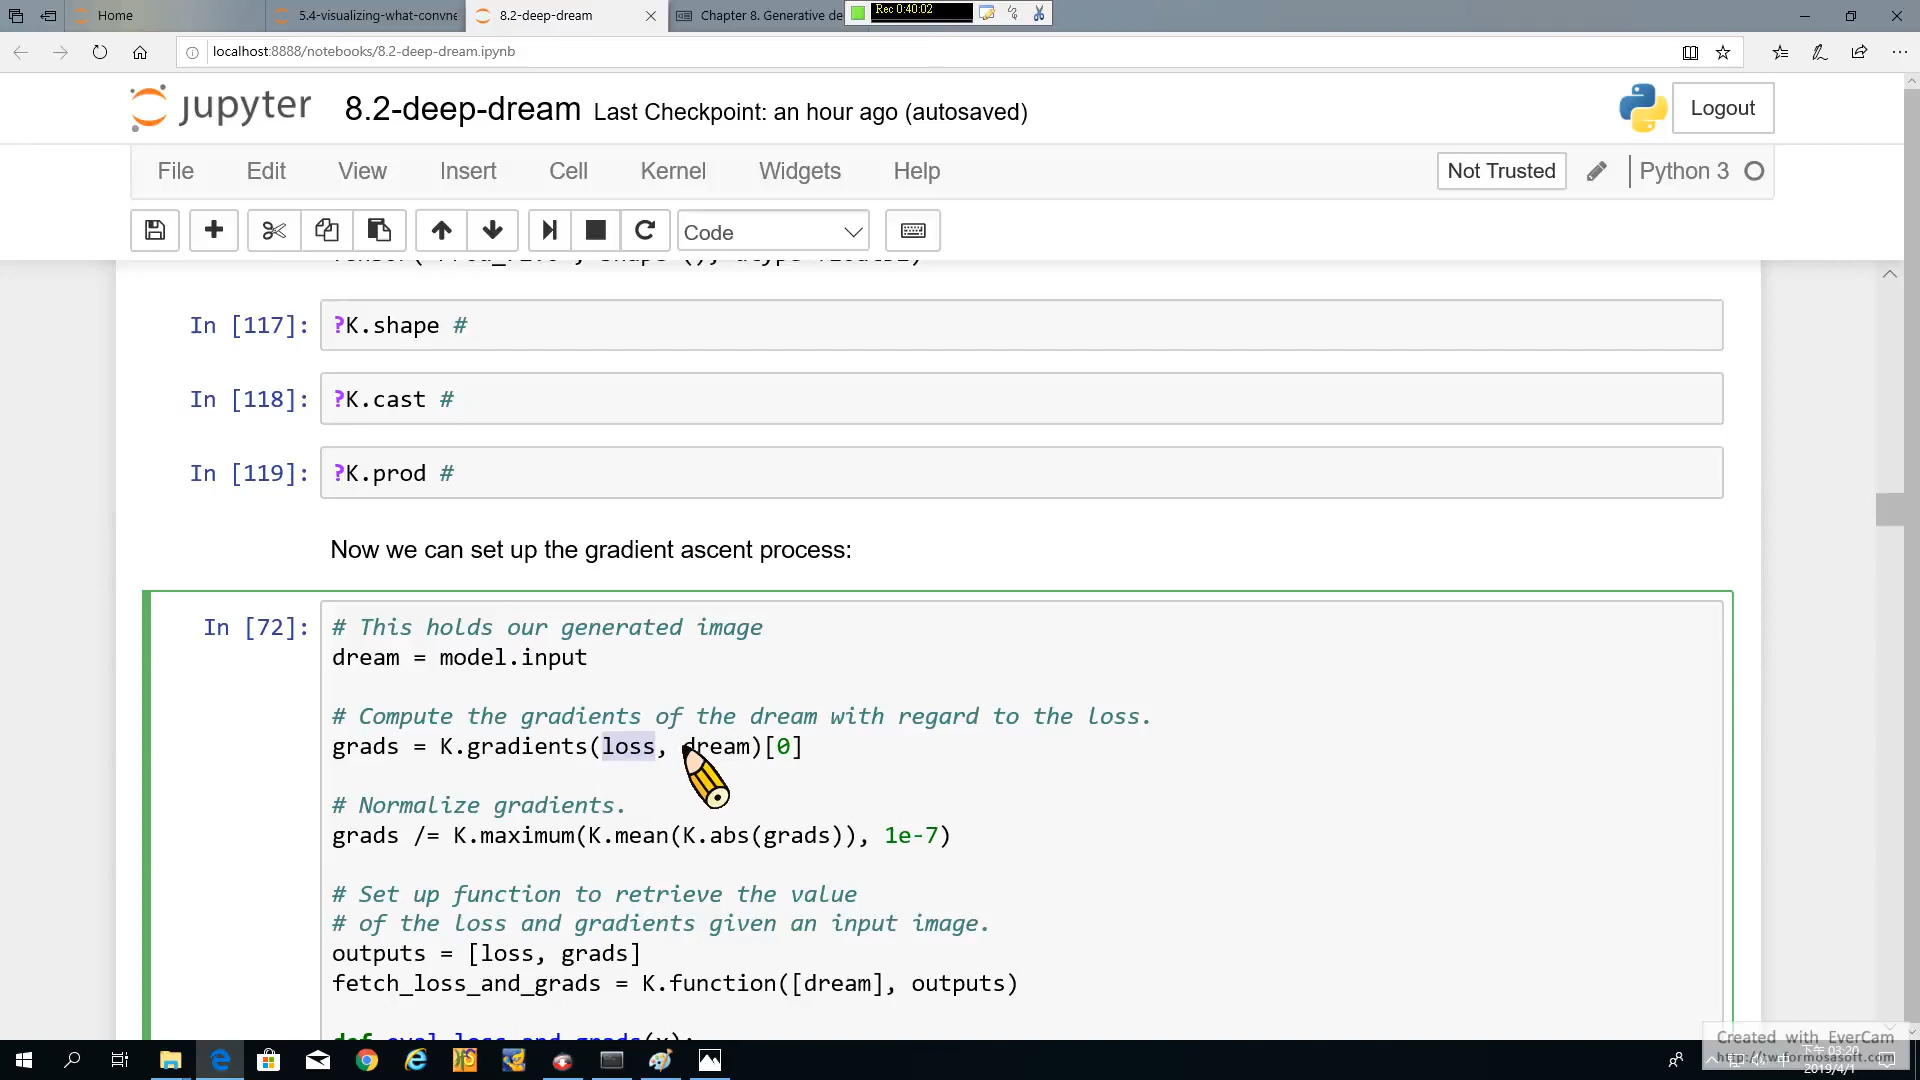 Home
5.4-visualizing-what-convne
8.2-deep-dream
Chapter 8. Generative de
Rec 0:40:02
localhost:8888/notebooks/8.2-deep-dream.ipynb
jupyter
8.2-deep-dream Last Checkpoint: an hour ago (autosaved)
Logout
File Edit View Insert Cell Kernel Widgets Help
Not Trusted
Python 3
Code
In [117]: ?K.shape #
In [118]: ?K.cast #
In [119]: ?K.prod #
Now we can set up the gradient ascent process:
In [72]: # This holds our generated image
dream = model.input
# Compute the gradients of the dream with regard to the loss.
grads = K.gradients(loss, dream)[0]
# Normalize gradients.
grads /= K.maximum(K.mean(K.abs(grads)), 1e-7)
# Set up function to retrieve the value
# of the loss and gradients given an input image.
outputs = [loss, grads]
fetch_loss_and_grads = K.function([dream], outputs)
def eval_loss_and_grads(x):
Created with EverCam
http://tw.formosasoft.com
下午 03:20
2019/4/1